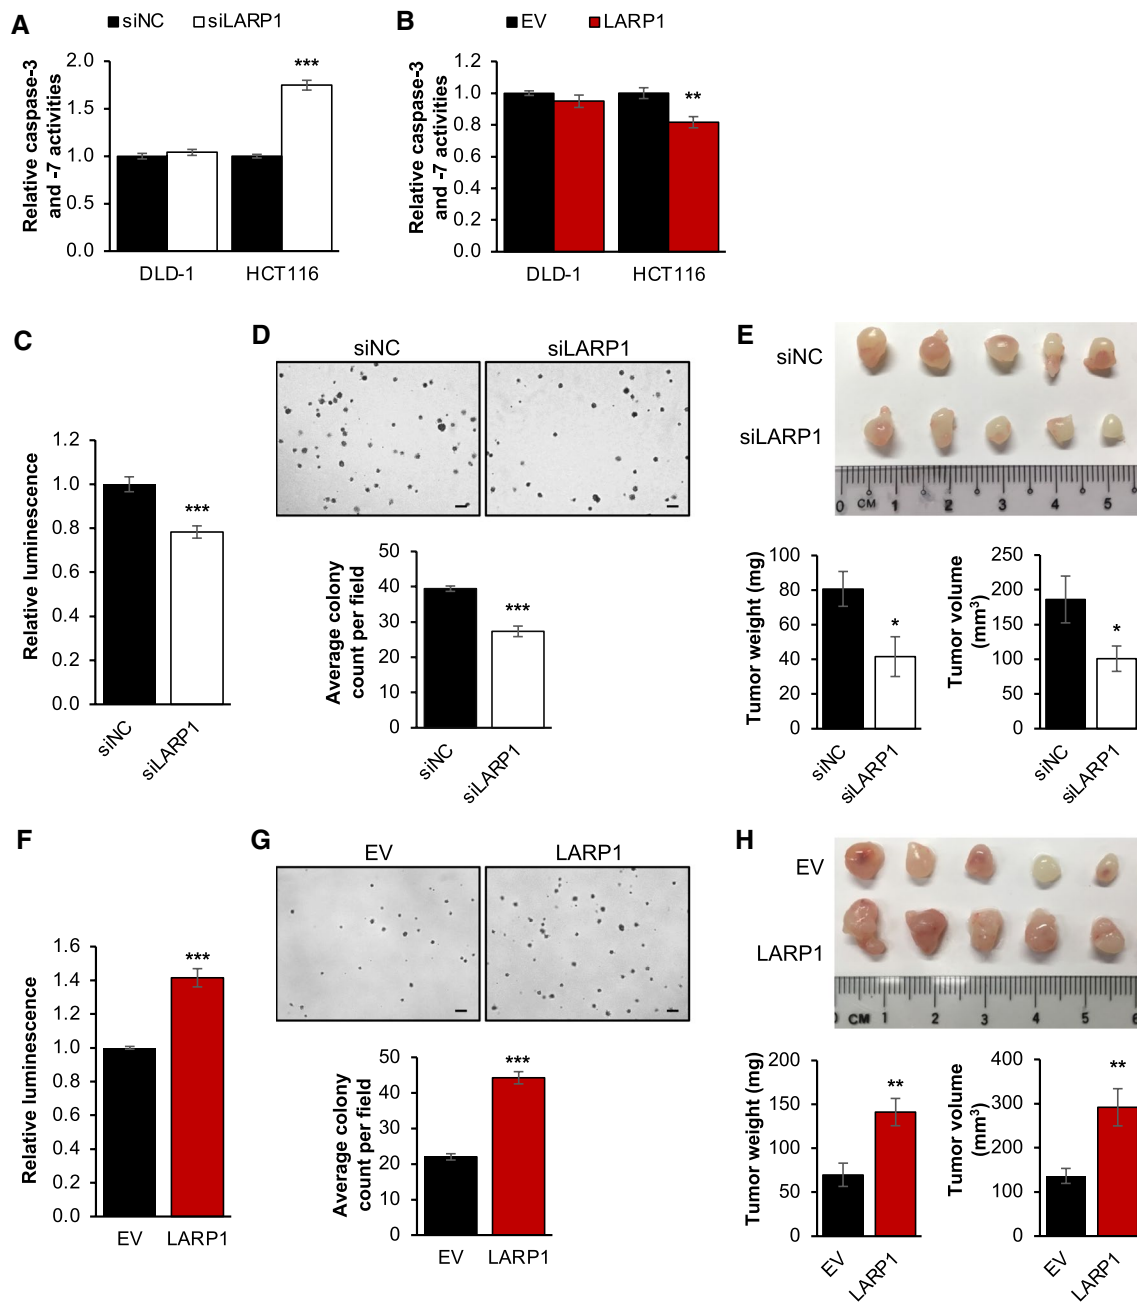 A
siNC siLARP1
Relative caspase-3
and -7 activities
2.0
1.5
1.0
0.5
0.0
***
DLD-1 HCT116
B
EV LARP1
Relative caspase-3
and -7 activities
1.2
1.0
0.8
0.6
0.4
0.2
0.0
**
DLD-1 HCT116
C
Relative luminescence
1.2
1.0
0.8
0.6
0.4
0.2
0.0
***
siNC siLARP1
D
siNC siLARP1
Average colony
count per field
50
40
30
20
10
0
***
siNC siLARP1
E
siNC
siLARP1
0 CM 1 2 3 4 5
Tumor weight (mg)
100
80
60
40
20
0
*
siNC siLARP1
Tumor volume
(mm³)
250
200
150
100
50
0
*
siNC siLARP1
F
Relative luminescence
1.6
1.4
1.2
1.0
0.8
0.6
0.4
0.2
0.0
***
EV LARP1
G
EV LARP1
Average colony
count per field
50
40
30
20
10
0
***
EV LARP1
H
EV
LARP1
CM 1 2 3 4 5 6
Tumor weight (mg)
200
150
100
50
0
**
EV LARP1
Tumor volume
(mm³)
400
300
200
100
0
**
EV LARP1